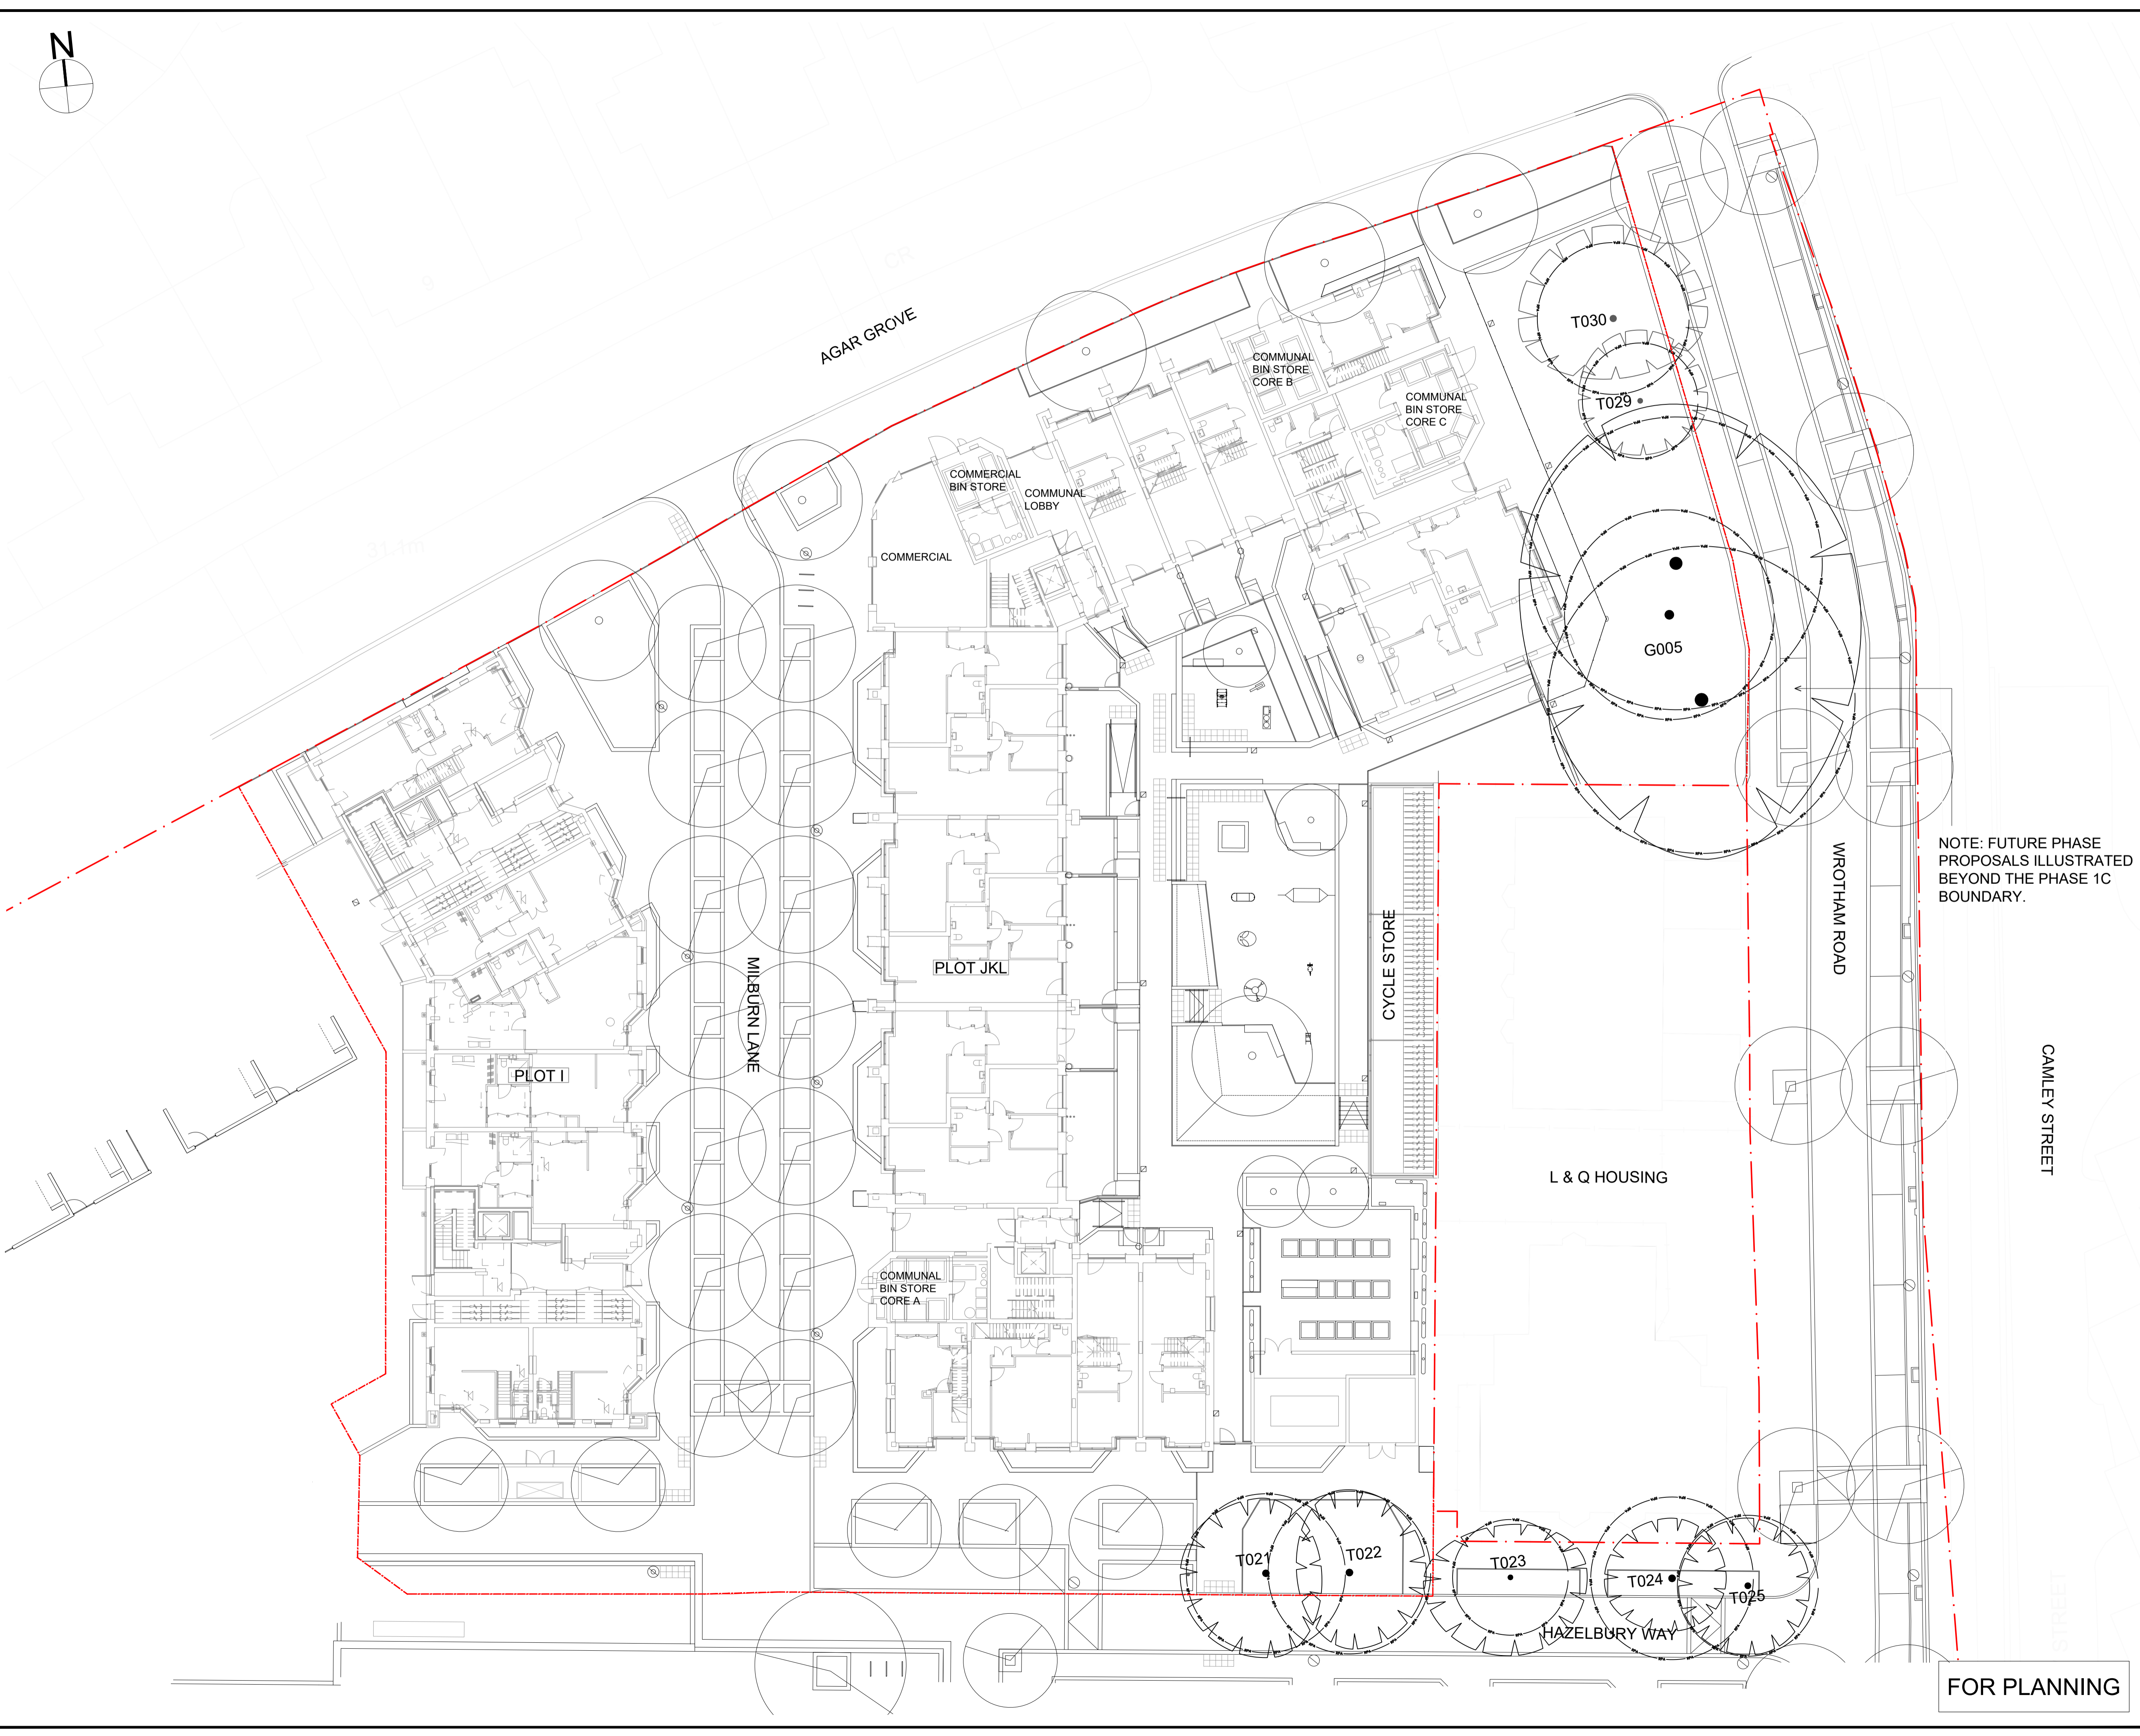 N
AGAR GROVE
T030
COMMUNAL
BIN STORE
CORE B
COMMUNAL
BIN STORE
CORE C
T029
COMMERCIAL
BIN STORE
COMMUNAL
LOBBY
COMMERCIAL
G005
NOTE: FUTURE PHASE
PROPOSALS ILLUSTRATED
BEYOND THE PHASE 1C
BOUNDARY.
WROTHAM ROAD
CYCLE STORE
PLOT JKL
MILBURN LANE
PLOT I
CAMLEY STREET
L & Q HOUSING
COMMUNAL
BIN STORE
CORE A
T021
T022
T023
T024
T025
HAZELBURY WAY
FOR PLANNING